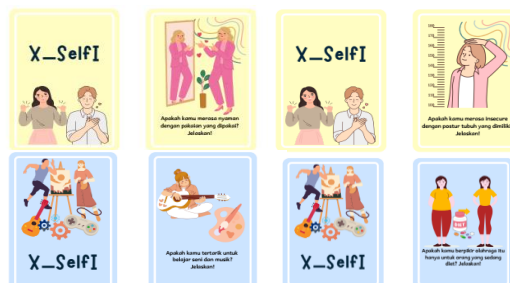 X_SelfI
Apakah kamu merasa nyaman
dengan pakaian yang dipakai?
Jelaskan!
X_SelfI
Apakah kamu merasa insecure
dengan postur tubuh yang dimiliki
Jelaskan!
X_SelfI
Apakah kamu tertarik untuk
belajar seni dan musik?
Jelaskan!
X_SelfI
Apakah kamu berpikir olahraga itu
hanya untuk orang yang sedang
diet? Jelaskan!